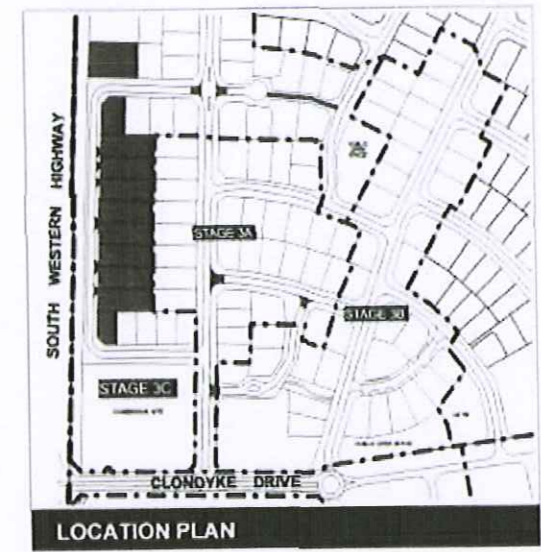 SOUTH WESTERN HIGHWAY
STAGE 3A
STAGE 3B
STAGE 3C
CLONDYKE DRIVE
LOCATION PLAN